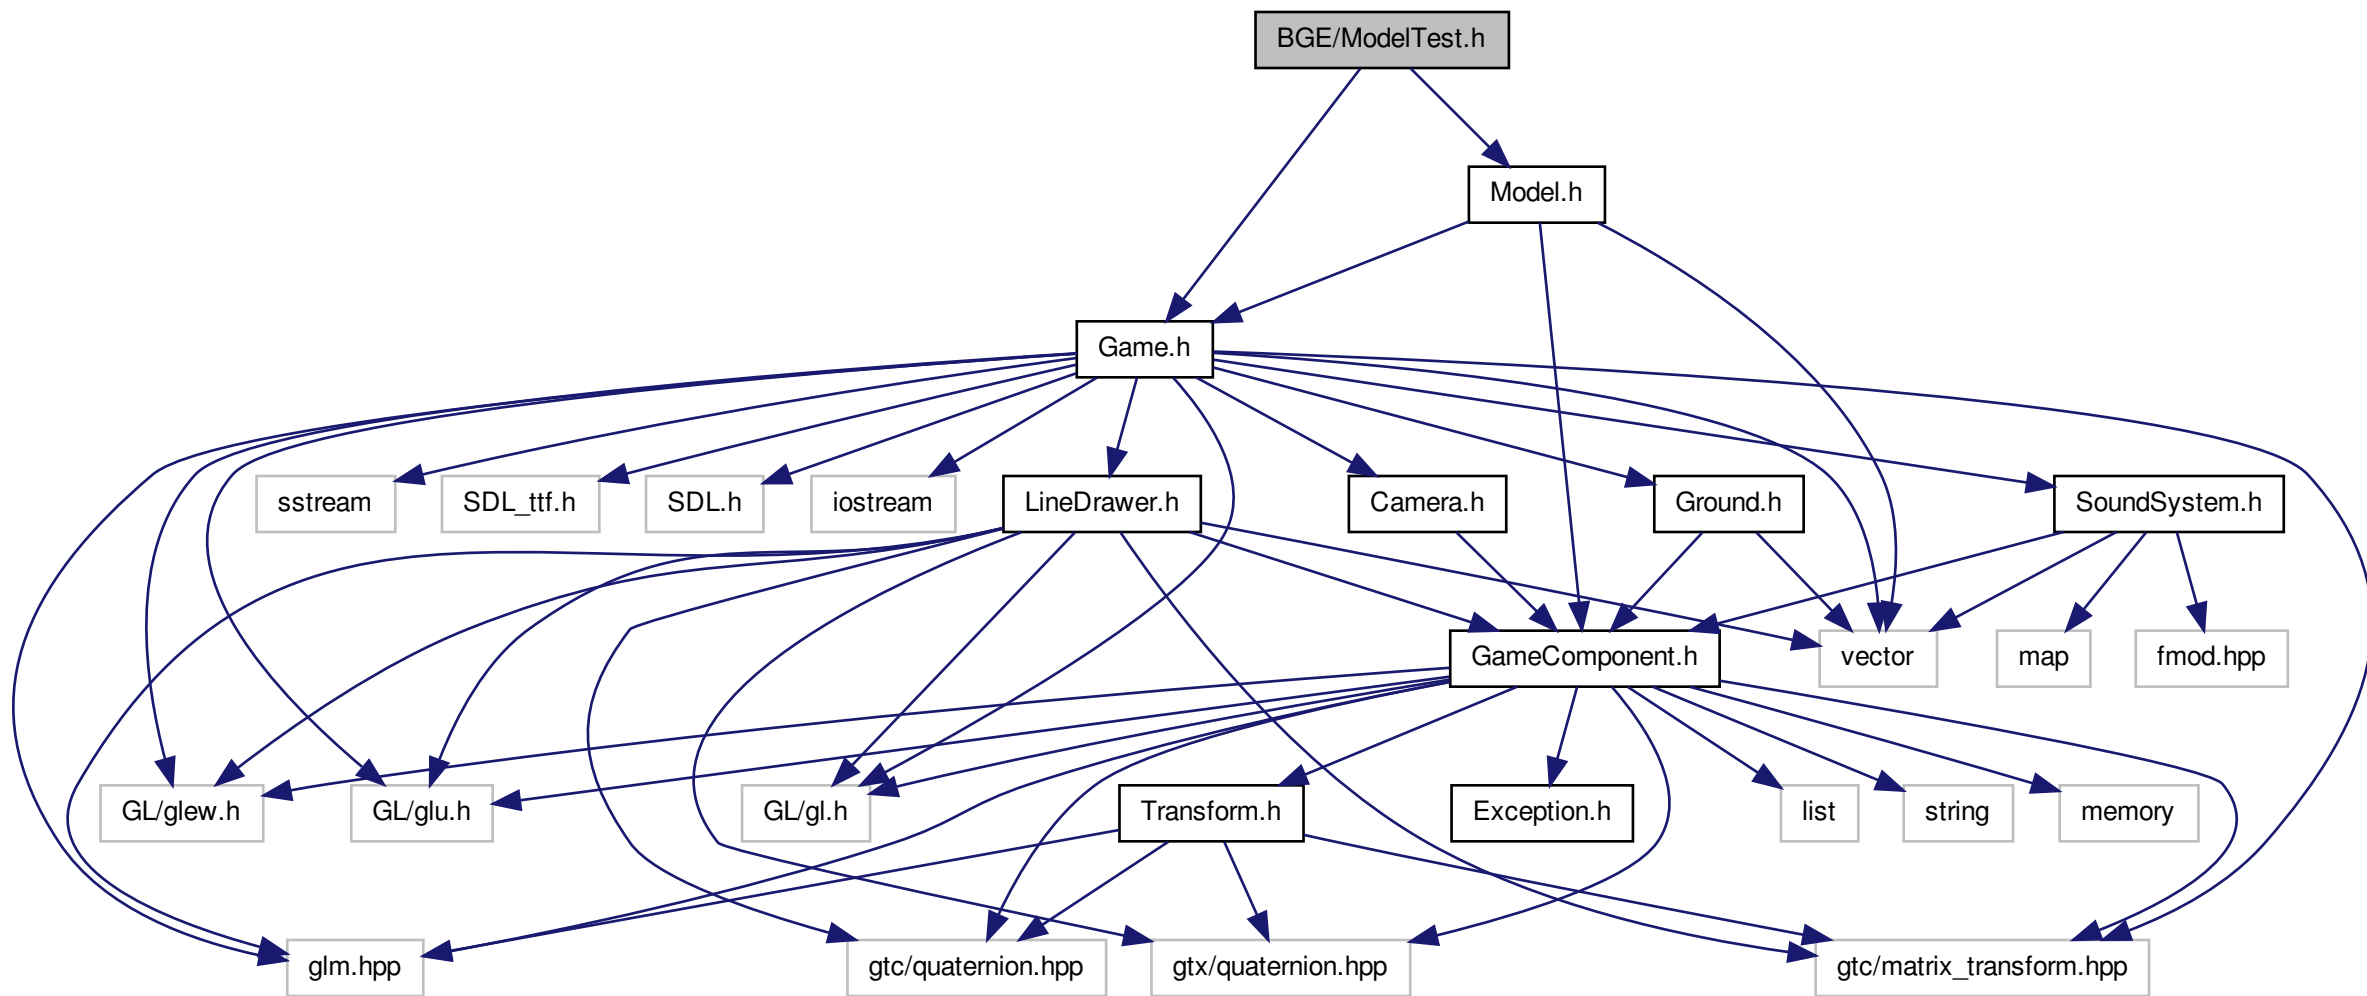 BGE/ModelTest.h
Model.h
Game.h
sstream
SDL_ttf.h
SDL.h
iostream
LineDrawer.h
Camera.h
Ground.h
SoundSystem.h
GameComponent.h
vector
map
fmod.hpp
GL/glew.h
GL/glu.h
GL/gl.h
Transform.h
Exception.h
list
string
memory
glm.hpp
gtc/quaternion.hpp
gtx/quaternion.hpp
gtc/matrix_transform.hpp